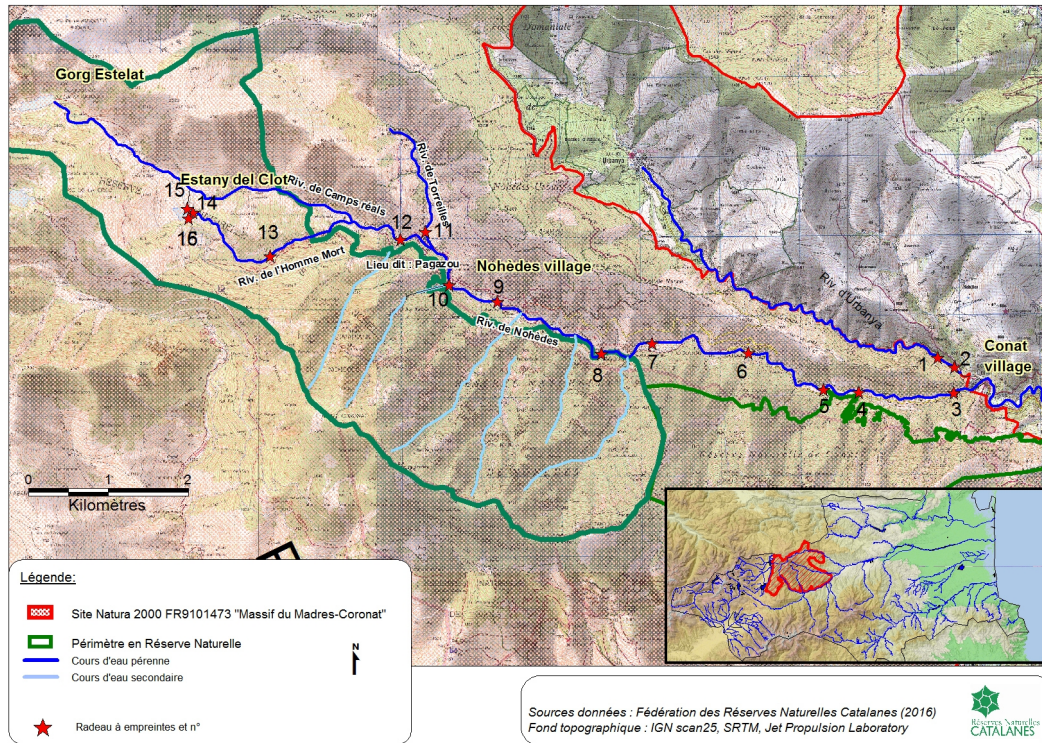 Gorg Estelat
Estany del Clot
15
14
16
13
Riv. de Camps réals
Riv. de Torreilles
12
11
Riv. de l'Homme Mort
Lieu dit : Pagazou
Nohèdes village
10
9
Riv. de Nohèdes
8
7
6
5
4
Urbanya
Riv. d'Urbanya
1
2
3
Conat
village
0 1 2
Kilomètres
Légende:
Site Natura 2000 FR9101473 "Massif du Madres-Coronat"
Périmètre en Réserve Naturelle
Cours d'eau pérenne
Cours d'eau secondaire
N
Radeau à empreintes et n°
Sources données : Fédération des Réserves Naturelles Catalanes (2016)
Fond topographique : IGN scan25, SRTM, Jet Propulsion Laboratory
Réserves Naturelles
CATALANES